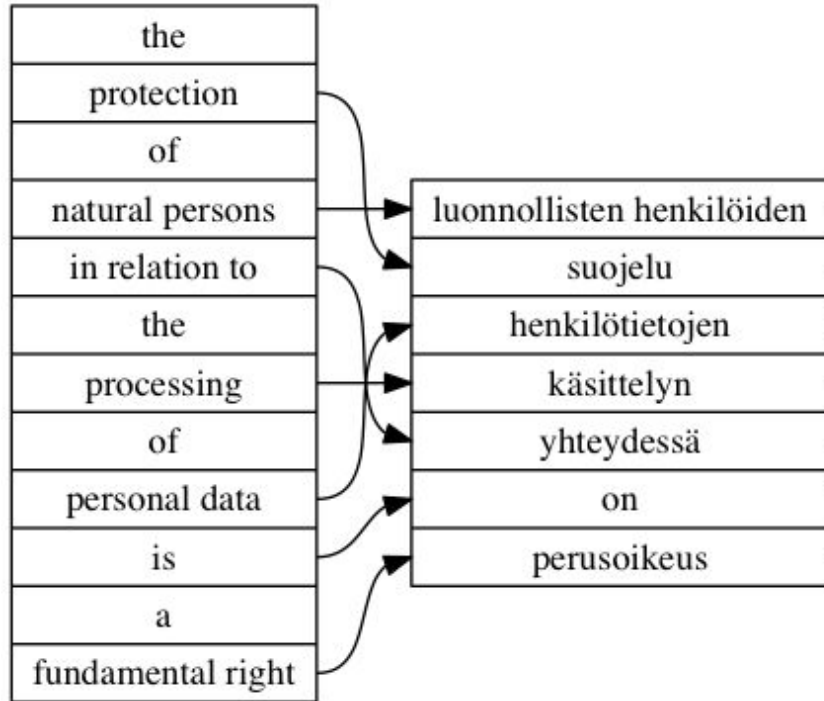 the
protection
of
natural persons
in relation to
the
processing
of
personal data
is
a
fundamental right
luonnollisten henkilöiden
suojelu
henkilötietojen
käsittelyn
yhteydessä
on
perusoikeus